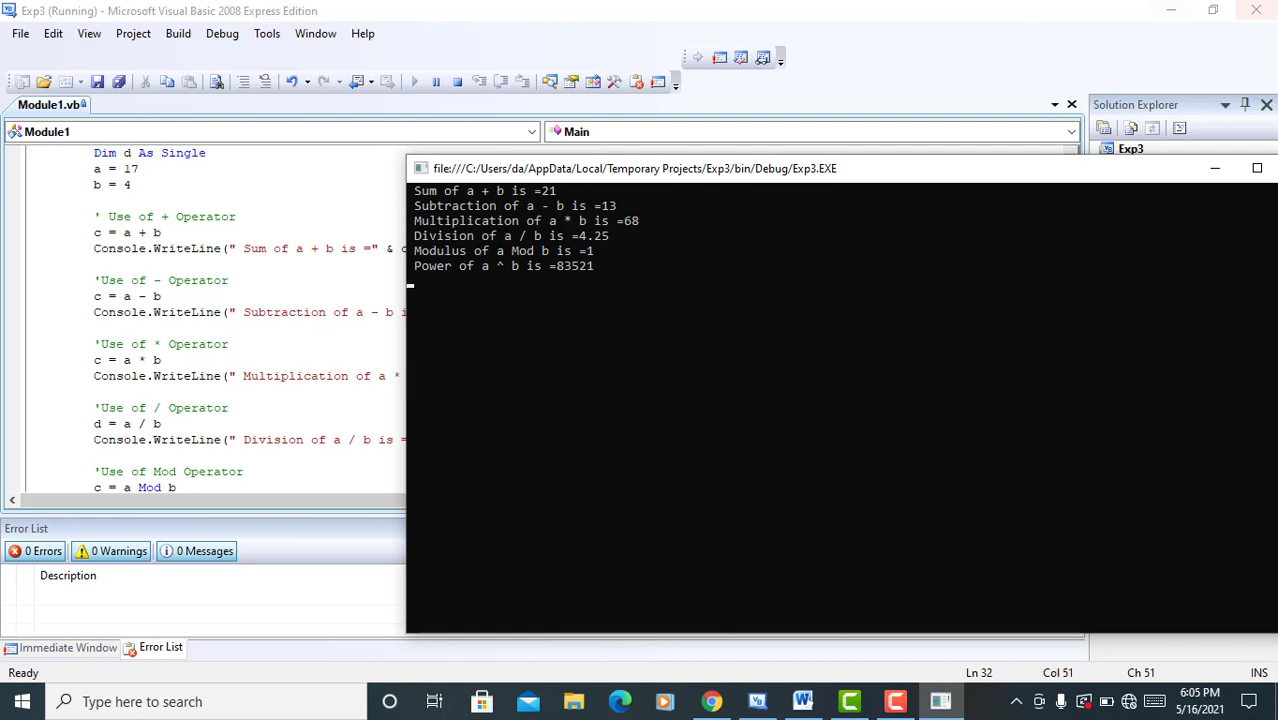 Exp3 (Running) - Microsoft Visual Basic 2008 Express Edition
File Edit View Project Build Debug Tools Window Help
Module1.vb
Solution Explorer
Module1 Main
Exp3
Dim d As Single
a = 17
b = 4
' Use of + Operator
c = a + b
Console.WriteLine(" Sum of a + b is =" & c
'Use of - Operator
c = a - b
Console.WriteLine(" Subtraction of a - b i
'Use of * Operator
c = a * b
Console.WriteLine(" Multiplication of a *
'Use of / Operator
d = a / b
Console.WriteLine(" Division of a / b is =
'Use of Mod Operator
c = a Mod b
file:///C:/Users/da/AppData/Local/Temporary Projects/Exp3/bin/Debug/Exp3.EXE
Sum of a + b is =21
Subtraction of a - b is =13
Multiplication of a * b is =68
Division of a / b is =4.25
Modulus of a Mod b is =1
Power of a ^ b is =83521
Error List
0 Errors 0 Warnings 0 Messages
Description
Immediate Window Error List
Ready Ln 32 Col 51 Ch 51 INS
Type here to search
6:05 PM
5/16/2021